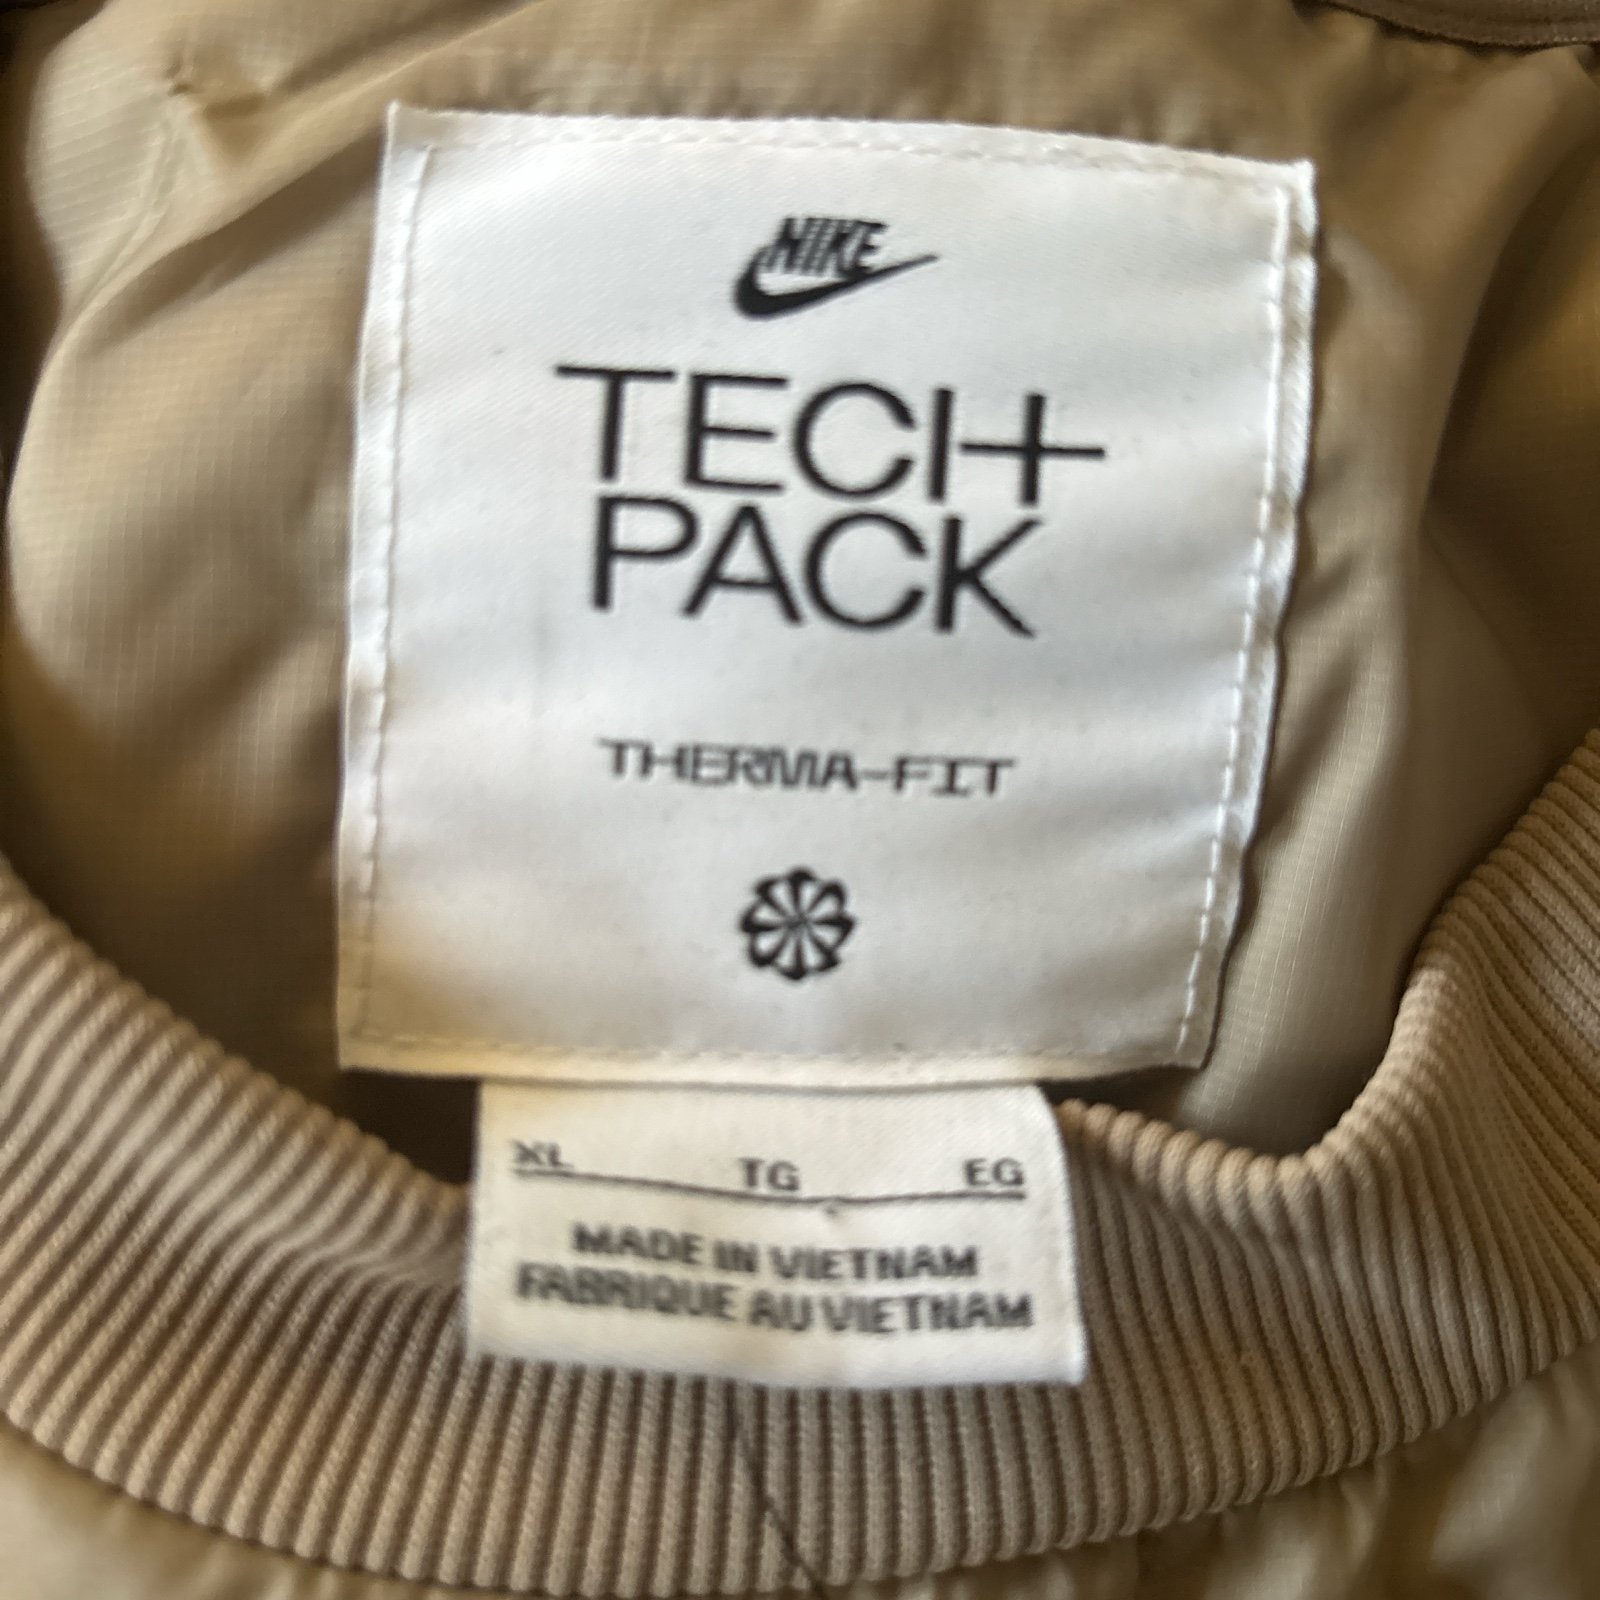 NIKE
TECH
PACK
THERMA-FIT
XL TG EG
MADE IN VIETNAM
FABRIQUE AU VIETNAM